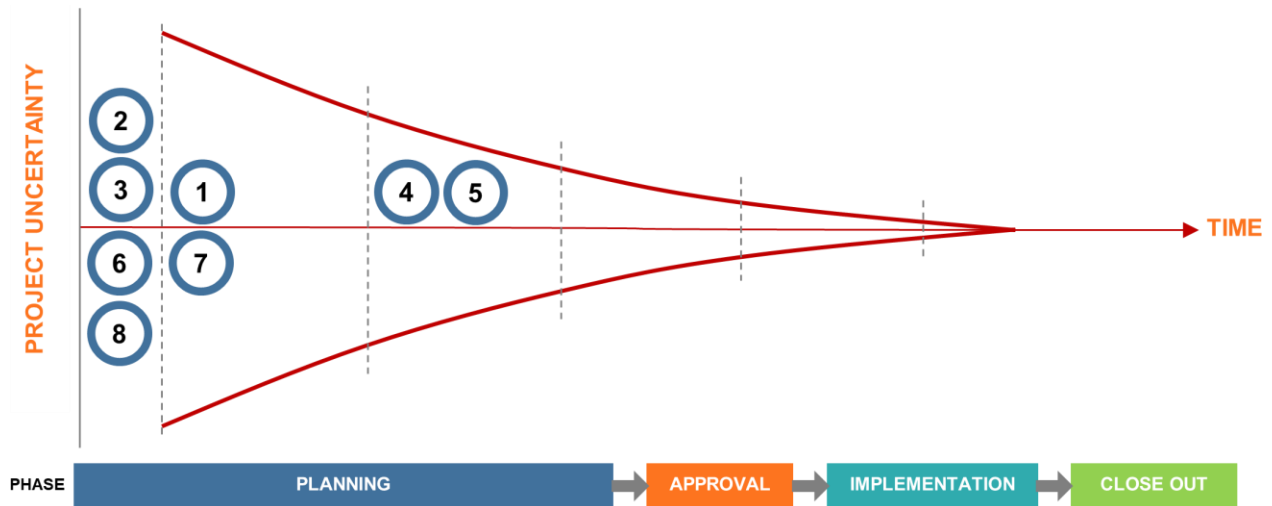 PROJECT UNCERTAINTY
2
3
1
4
5
6
7
8
TIME
PHASE
PLANNING
APPROVAL
IMPLEMENTATION
CLOSE OUT